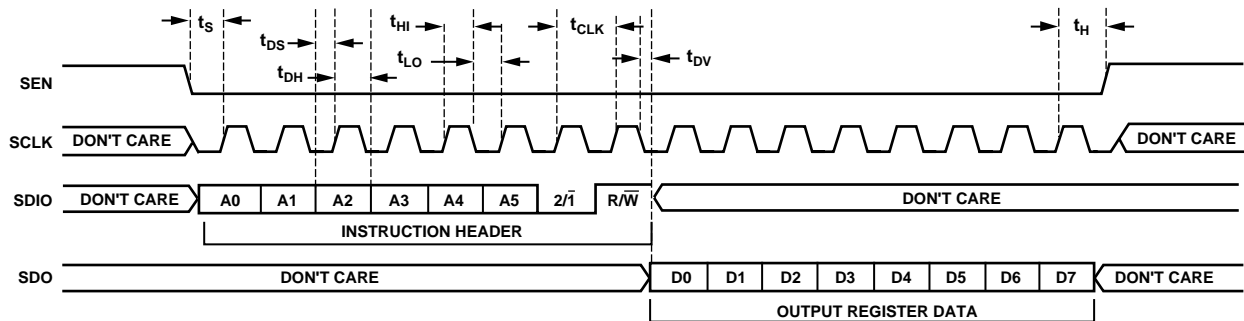 tS
tHI
tCLK
tH
tDS
tLO
tDV
tDH
SEN
SCLK DON'T CARE DON'T CARE
SDIO DON'T CARE A0 A1 A2 A3 A4 A5 2/1̅ R/W̅ DON'T CARE
INSTRUCTION HEADER
SDO DON'T CARE D0 D1 D2 D3 D4 D5 D6 D7 DON'T CARE
OUTPUT REGISTER DATA